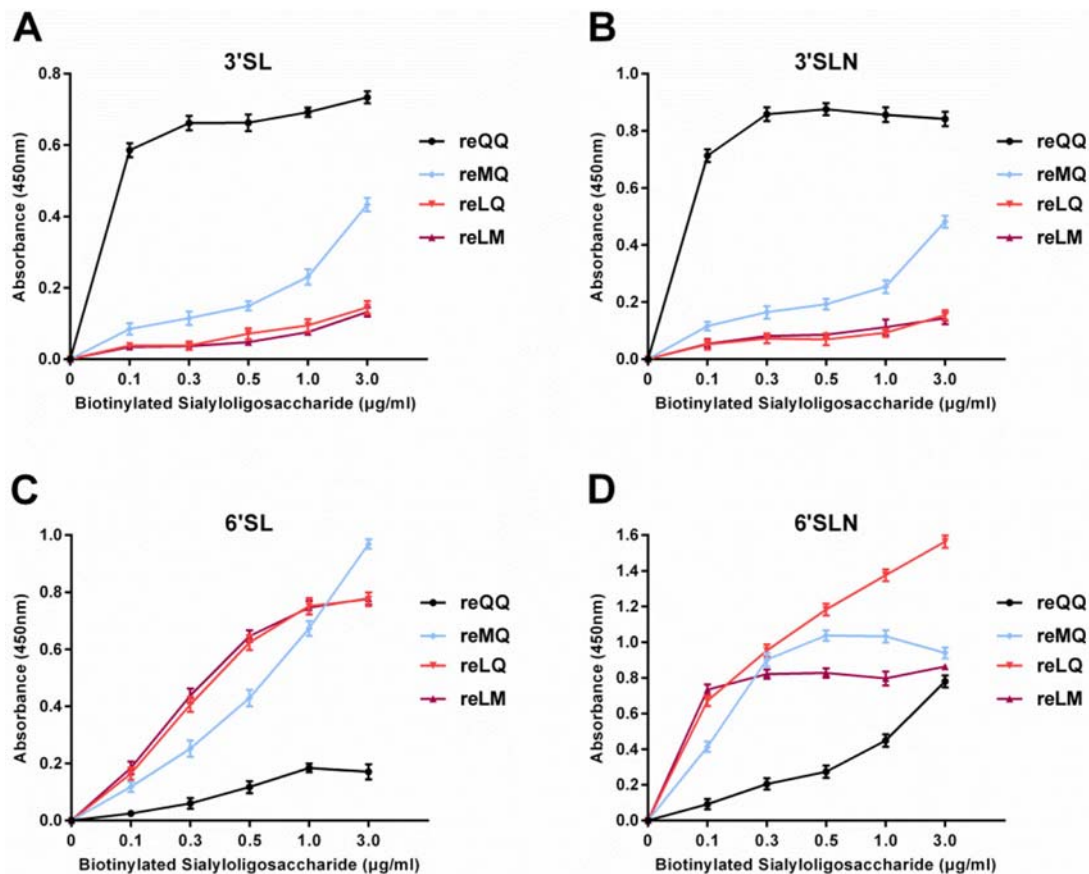 A
3'SL
Absorbance (450nm)
0.8
0.6
0.4
0.2
0.0
0 0.1 0.3 0.5 1.0 3.0
Biotinylated Sialyloligosaccharide (µg/ml)
reQQ
reMQ
reLQ
reLM
B
3'SLN
Absorbance (450nm)
1.0
0.8
0.6
0.4
0.2
0.0
0 0.1 0.3 0.5 1.0 3.0
Biotinylated Sialyloligosaccharide (µg/ml)
reQQ
reMQ
reLQ
reLM
C
6'SL
Absorbance (450nm)
1.0
0.8
0.6
0.4
0.2
0.0
0 0.1 0.3 0.5 1.0 3.0
Biotinylated Sialyloligosaccharide (µg/ml)
reQQ
reMQ
reLQ
reLM
D
6'SLN
Absorbance (450nm)
1.6
1.4
1.2
1.0
0.8
0.6
0.4
0.2
0.0
0 0.1 0.3 0.5 1.0 3.0
Biotinylated Sialyloligosaccharide (µg/ml)
reQQ
reMQ
reLQ
reLM